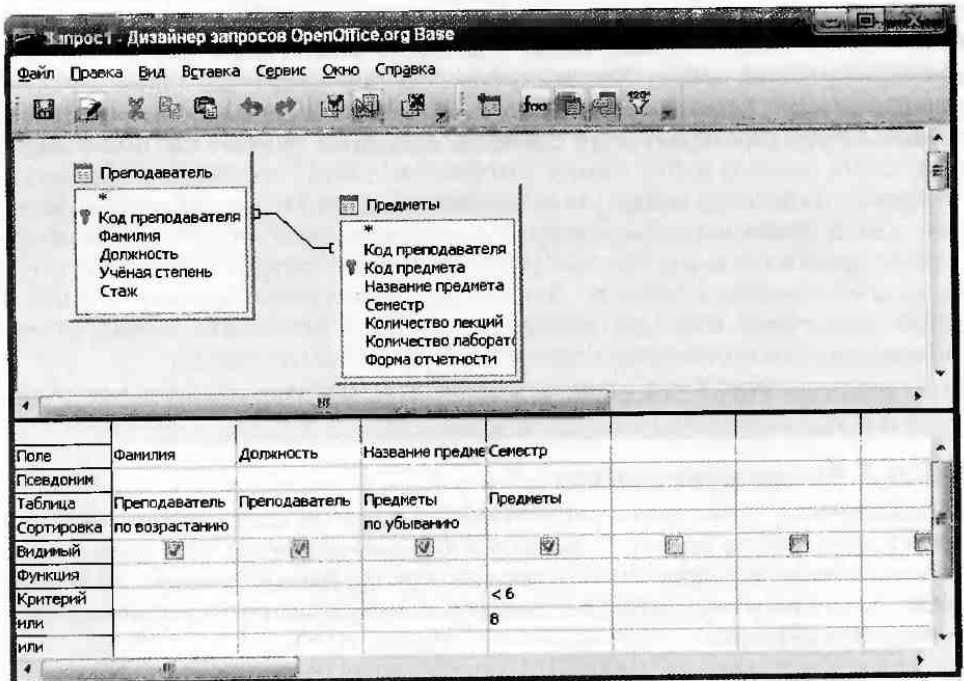 Запрос1 - Дизайнер запросов OpenOffice.org Base
Файл Правка Вид Вставка Сервис Окно Справка
Преподаватель
*
Код преподавателя
Фамилия
Должность
Учёная степень
Стаж
Предметы
*
Код преподавателя
Код предмета
Название предмета
Семестр
Количество лекций
Количество лаборато
Форма отчетности
Поле Фамилия Должность Название предме Семестр
Псевдоним
Таблица Преподаватель Преподаватель Предметы Предметы
Сортировка по возрастанию по убыванию
Видимый
Функция
Критерий < 6
или 8
или